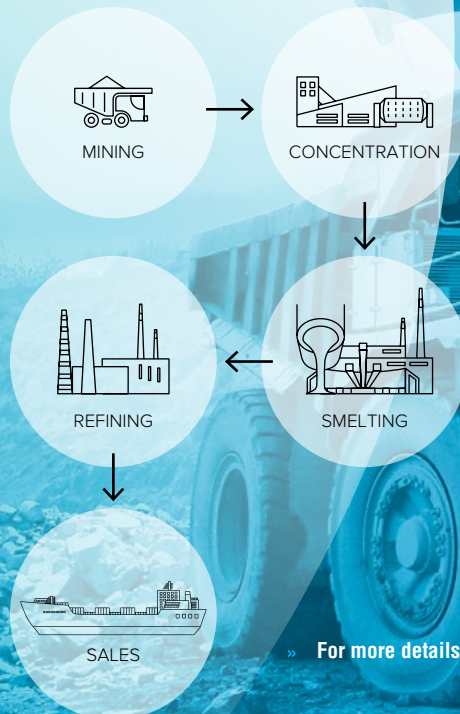 MINING
CONCENTRATION
SMELTING
REFINING
SALES
» For more details